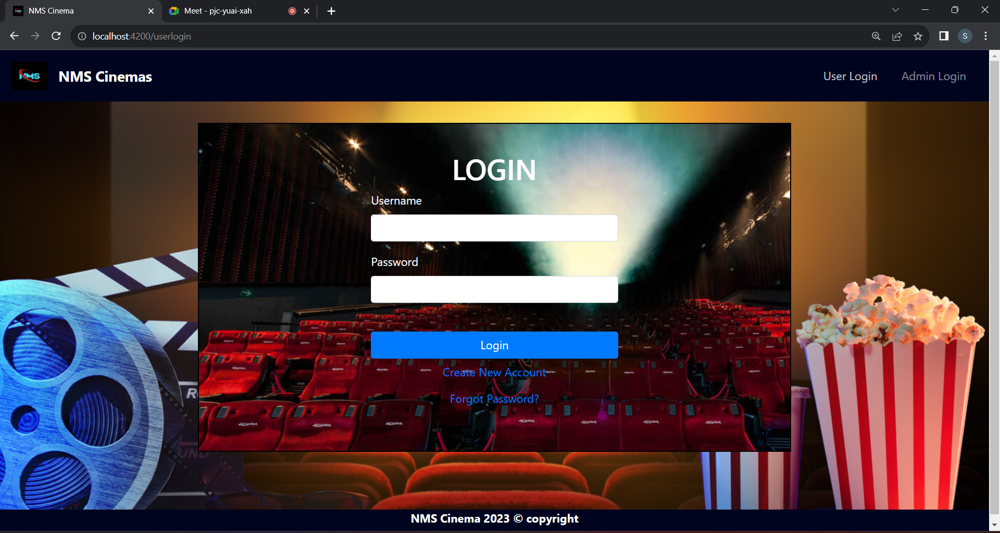 NMS Cinema
Meet - pjc-yuai-xah
localhost:4200/userlogin
S
NMS
NMS Cinemas
User Login
Admin Login
LOGIN
Username
Password
Login
Create New Account
Forgot Password?
NMS Cinema 2023 © copyright